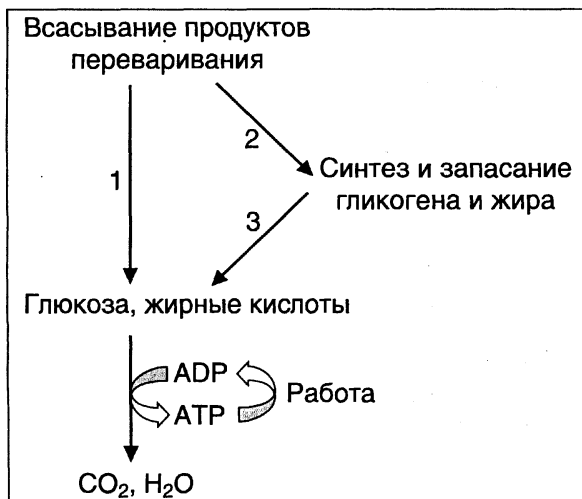 Всасывание продуктов
переваривания
1
2
Синтез и запасание
гликогена и жира
3
Глюкоза, жирные кислоты
ADP
ATP
Работа
CO₂, H₂O